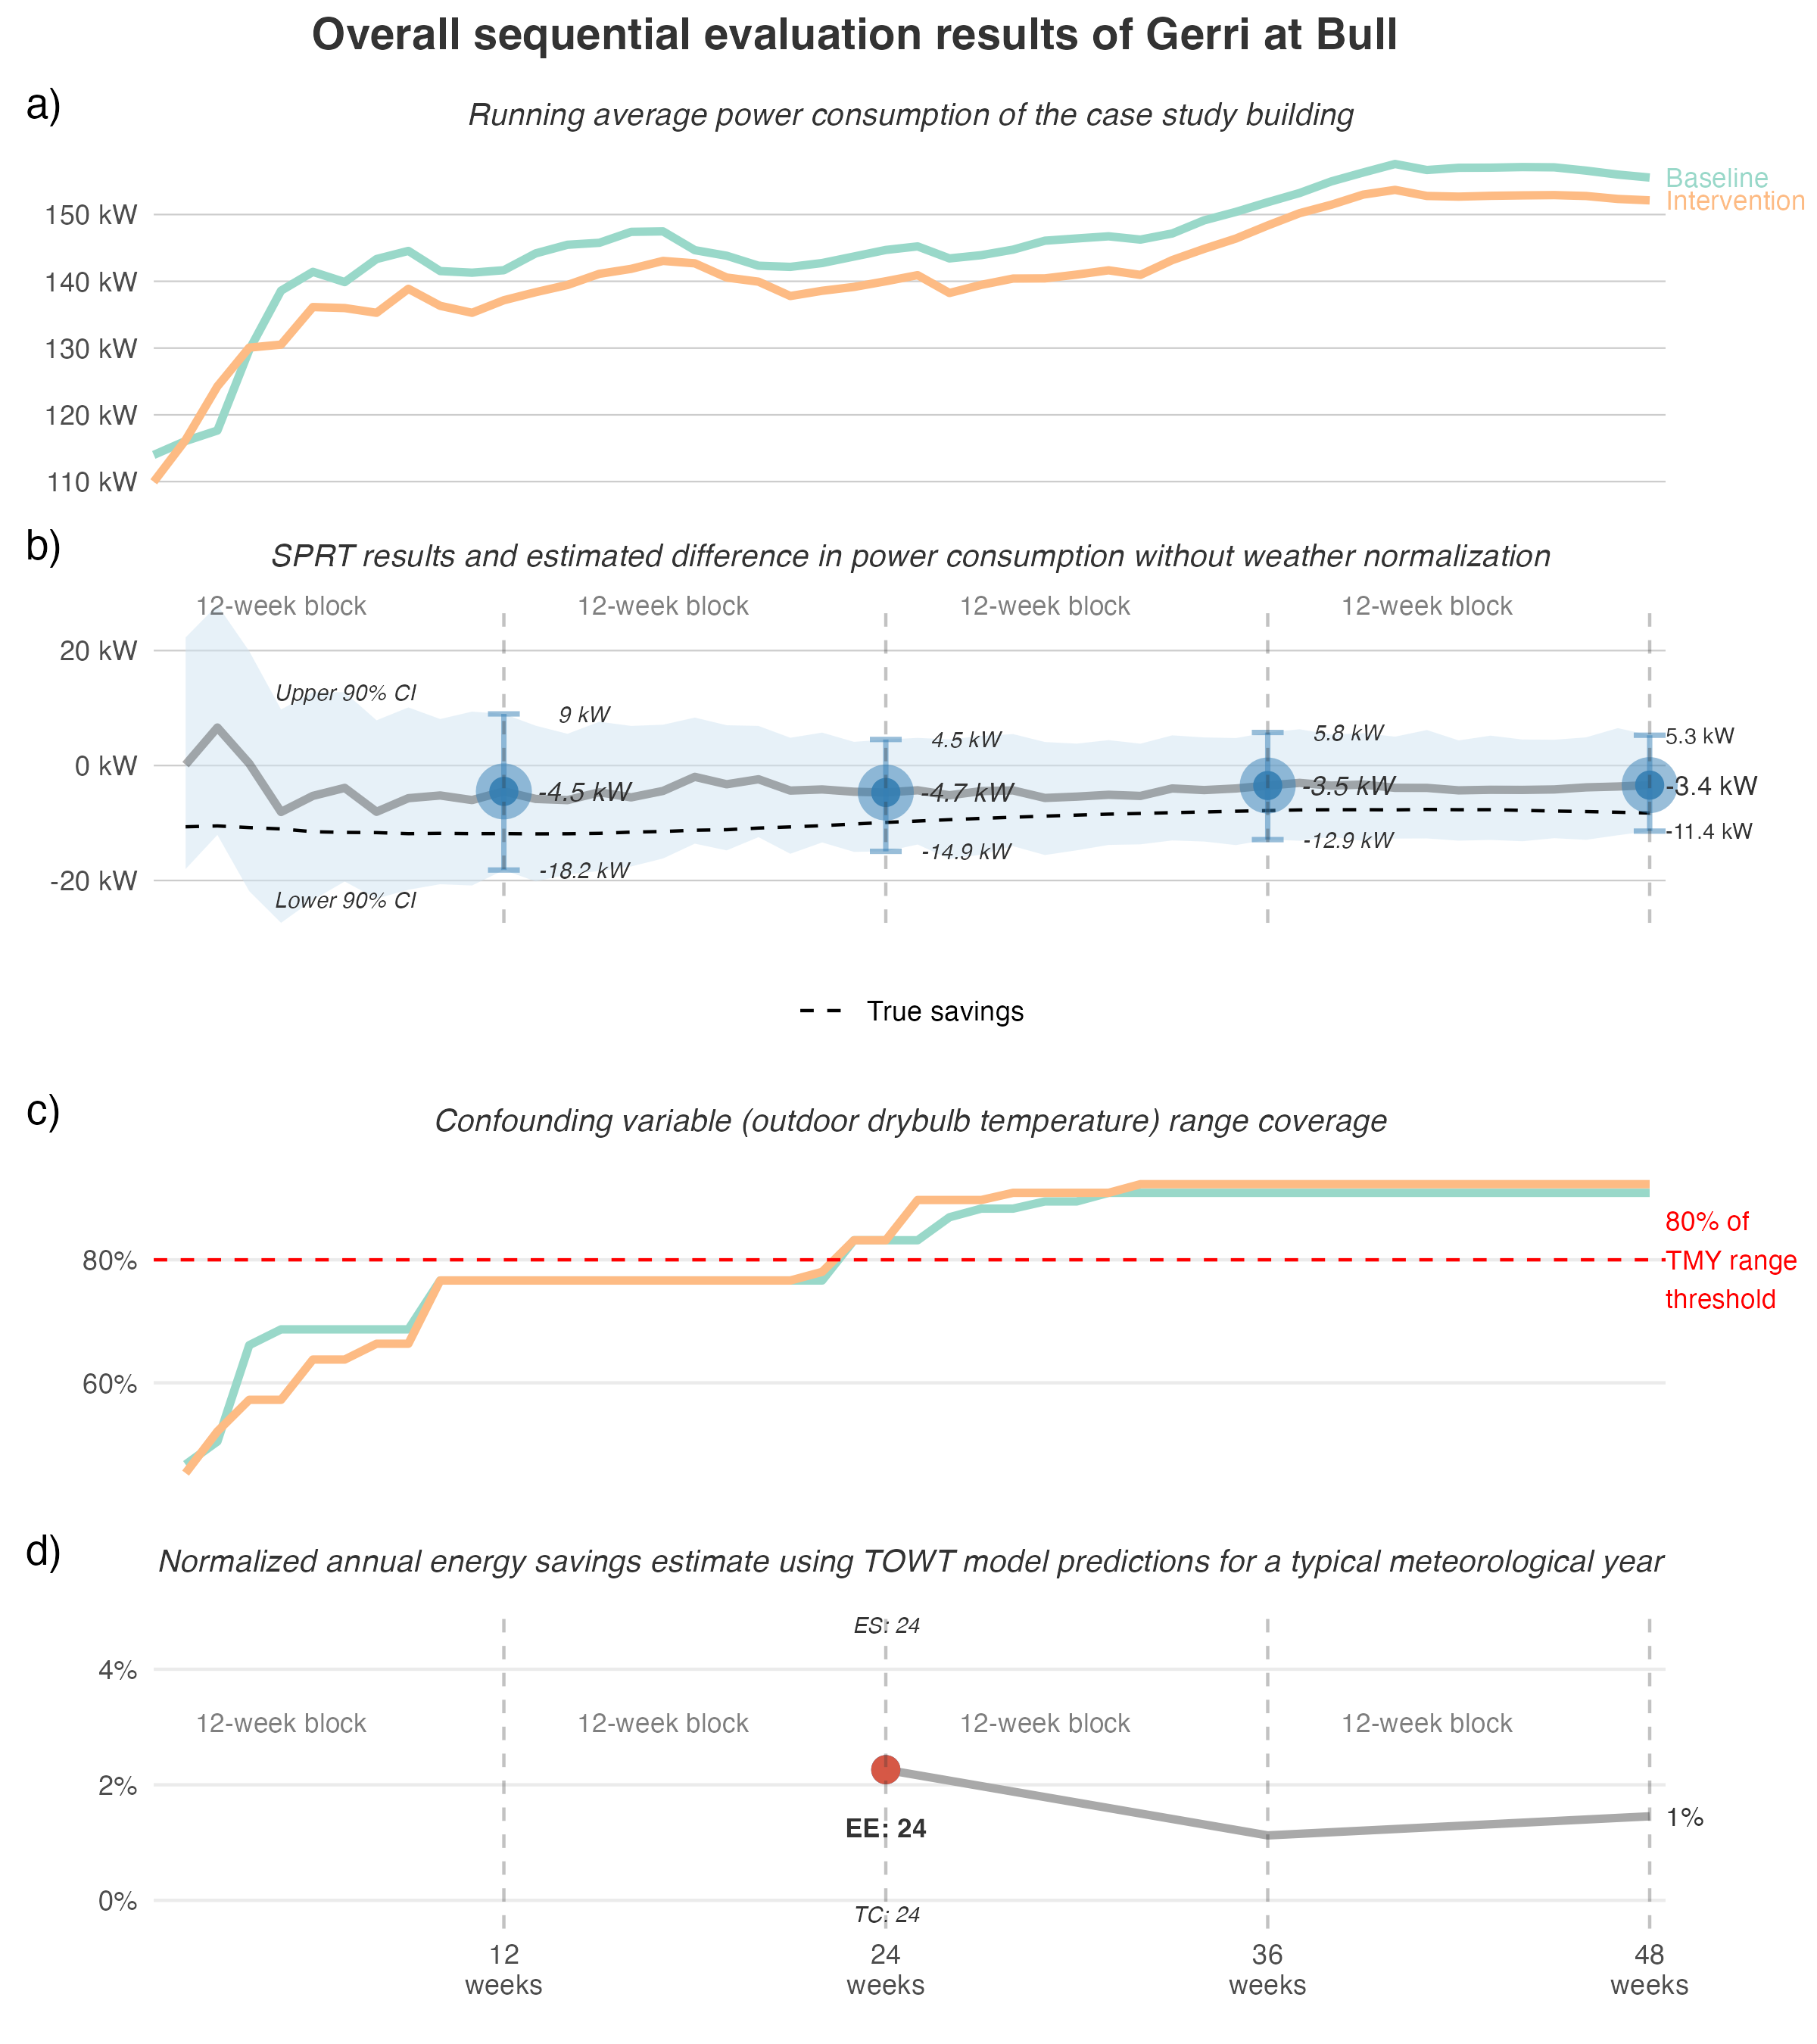 Overall sequential evaluation results of Gerri at Bull
a)
Running average power consumption of the case study building
150 kW
140 kW
130 kW
120 kW
110 kW
Baseline
Intervention
b)
SPRT results and estimated difference in power consumption without weather normalization
12-week block
12-week block
12-week block
12-week block
20 kW
0 kW
-20 kW
Upper 90% CI
Lower 90% CI
9 kW
-4.5 kW
-18.2 kW
4.5 kW
-4.7 kW
-14.9 kW
5.8 kW
-3.5 kW
-12.9 kW
5.3 kW
-3.4 kW
-11.4 kW
True savings
c)
Confounding variable (outdoor drybulb temperature) range coverage
80%
60%
80% of
TMY range
threshold
d)
Normalized annual energy savings estimate using TOWT model predictions for a typical meteorological year
ES: 24
4%
12-week block
12-week block
12-week block
12-week block
2%
EE: 24
1%
0%
TC: 24
12
weeks
24
weeks
36
weeks
48
weeks